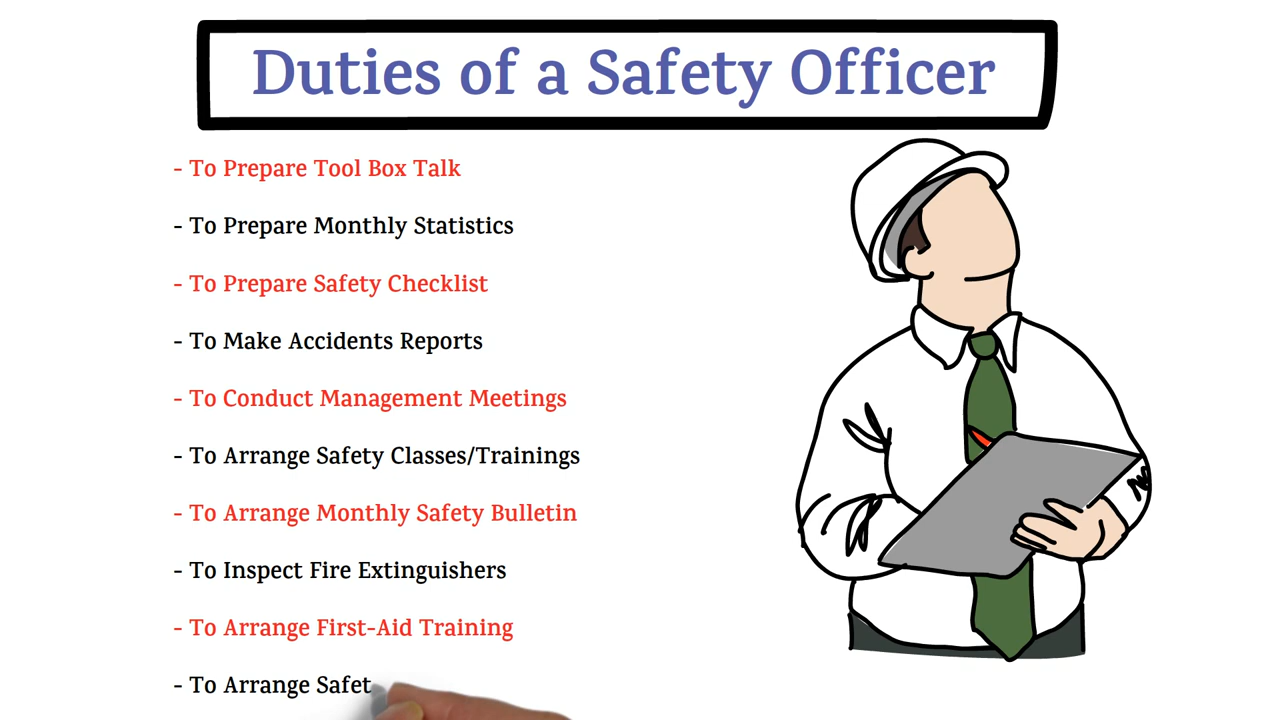 Duties of a Safety Officer
- To Prepare Tool Box Talk
- To Prepare Monthly Statistics
- To Prepare Safety Checklist
- To Make Accidents Reports
- To Conduct Management Meetings
- To Arrange Safety Classes/Trainings
- To Arrange Monthly Safety Bulletin
- To Inspect Fire Extinguishers
- To Arrange First-Aid Training
- To Arrange Safet